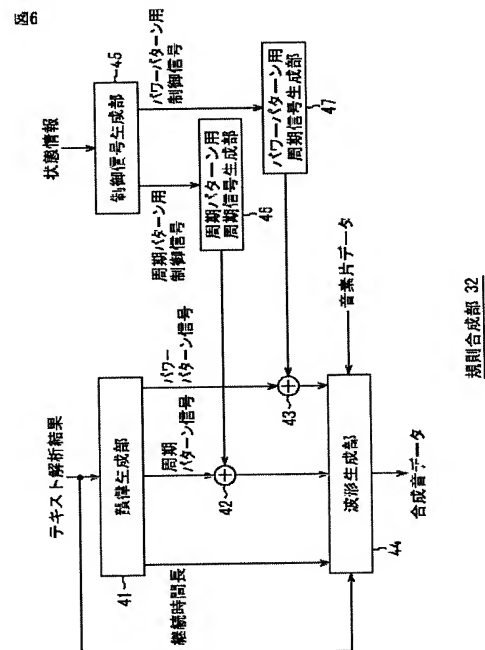 図6
状態情報
制御信号生成部
45
パワーパターン用
制御信号
周期パターン用
制御信号
周期パターン用
周期信号生成部
46
パワーパターン用
周期信号生成部
47
テキスト解析結果
韻律生成部
41
パワー
パターン信号
周期
パターン信号
継続時間長
42
43
音素片データ
波形生成部
44
合成音データ
規則合成部 32